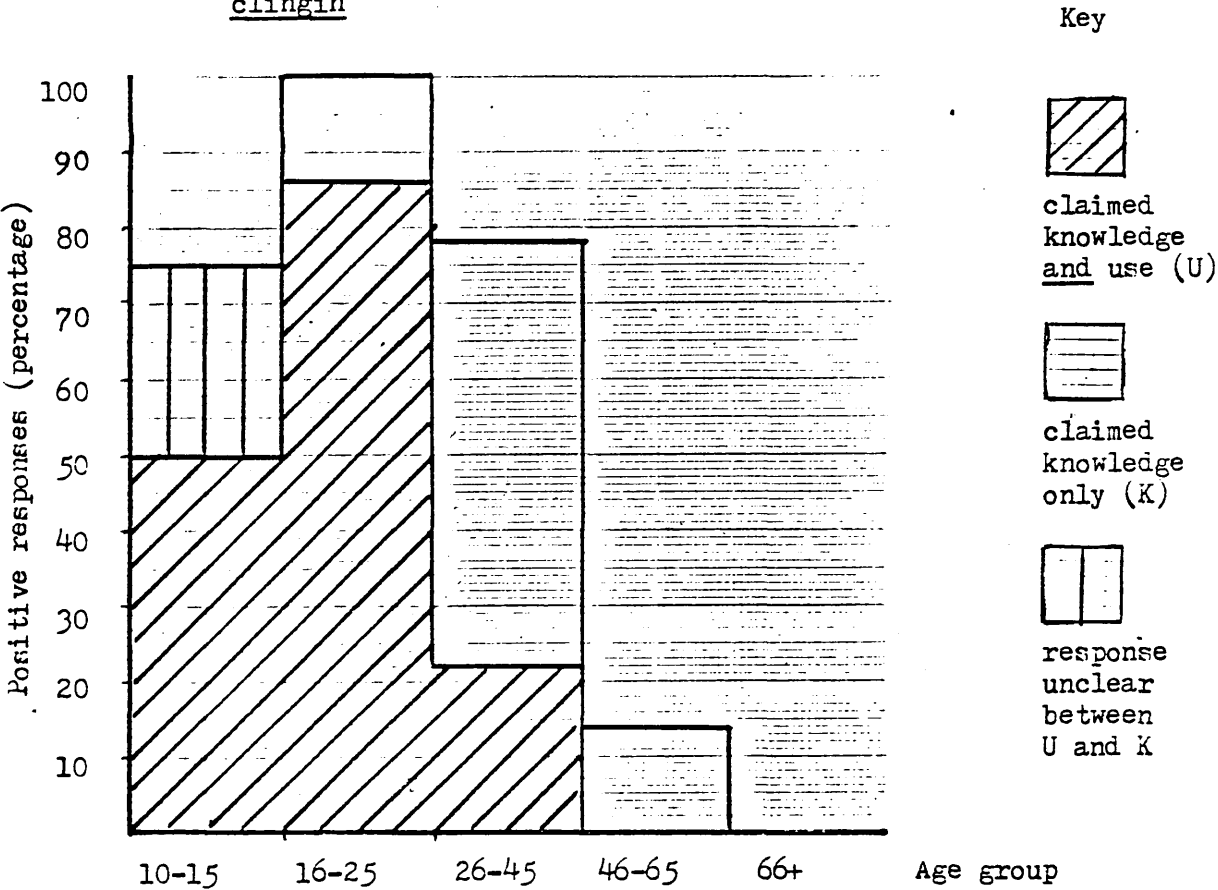 clingin
Key
100
90
80
70
60
50
40
30
20
10
Positive responses (percentage)
10-15 16-25 26-45 46-65 66+ Age group
claimed
knowledge
and use (U)
claimed
knowledge
only (K)
response
unclear
between
U and K